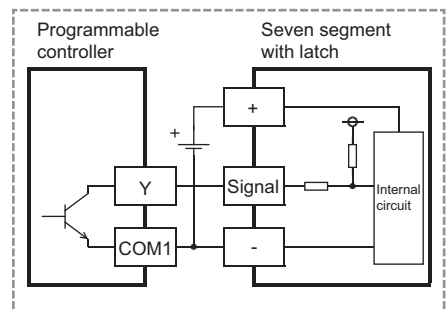 Programmable
controller
Seven segment
with latch
+
+
Y
Signal
Internal
circuit
COM1
-